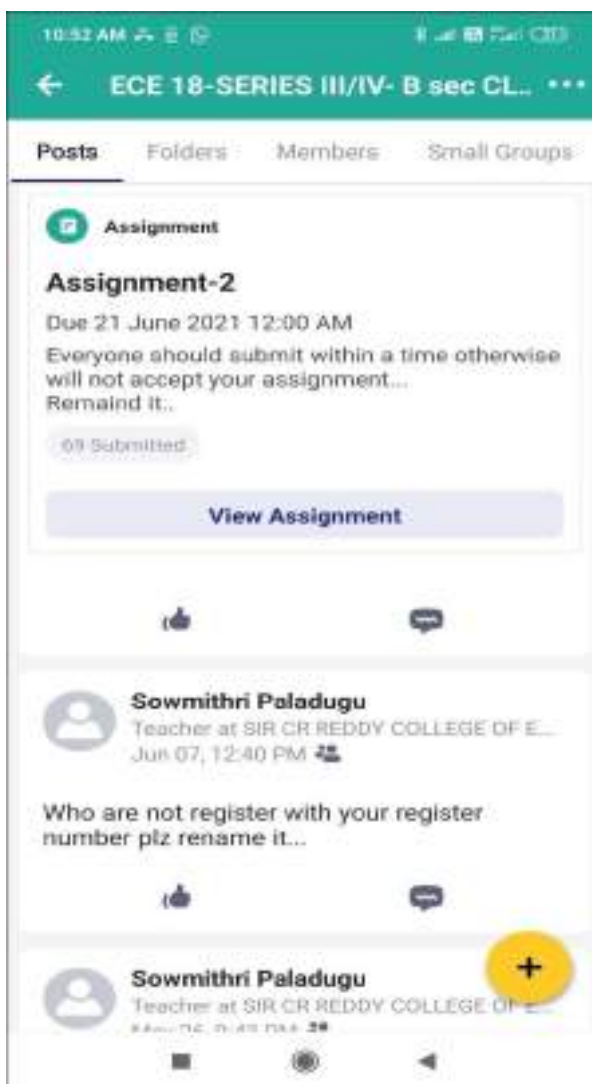 10:52 AM
ECE 18-SERIES III/IV- B sec CL..
Posts Folders Members Small Groups
Assignment
Assignment-2
Due 21 June 2021 12:00 AM
Everyone should submit within a time otherwise
will not accept your assignment...
Remaind it..
69 Submitted
View Assignment
Sowmithri Paladugu
Teacher at SIR CR REDDY COLLEGE OF E...
Jun 07, 12:40 PM
Who are not register with your register
number plz rename it...
Sowmithri Paladugu
Teacher at SIR CR REDDY COLLEGE OF E...